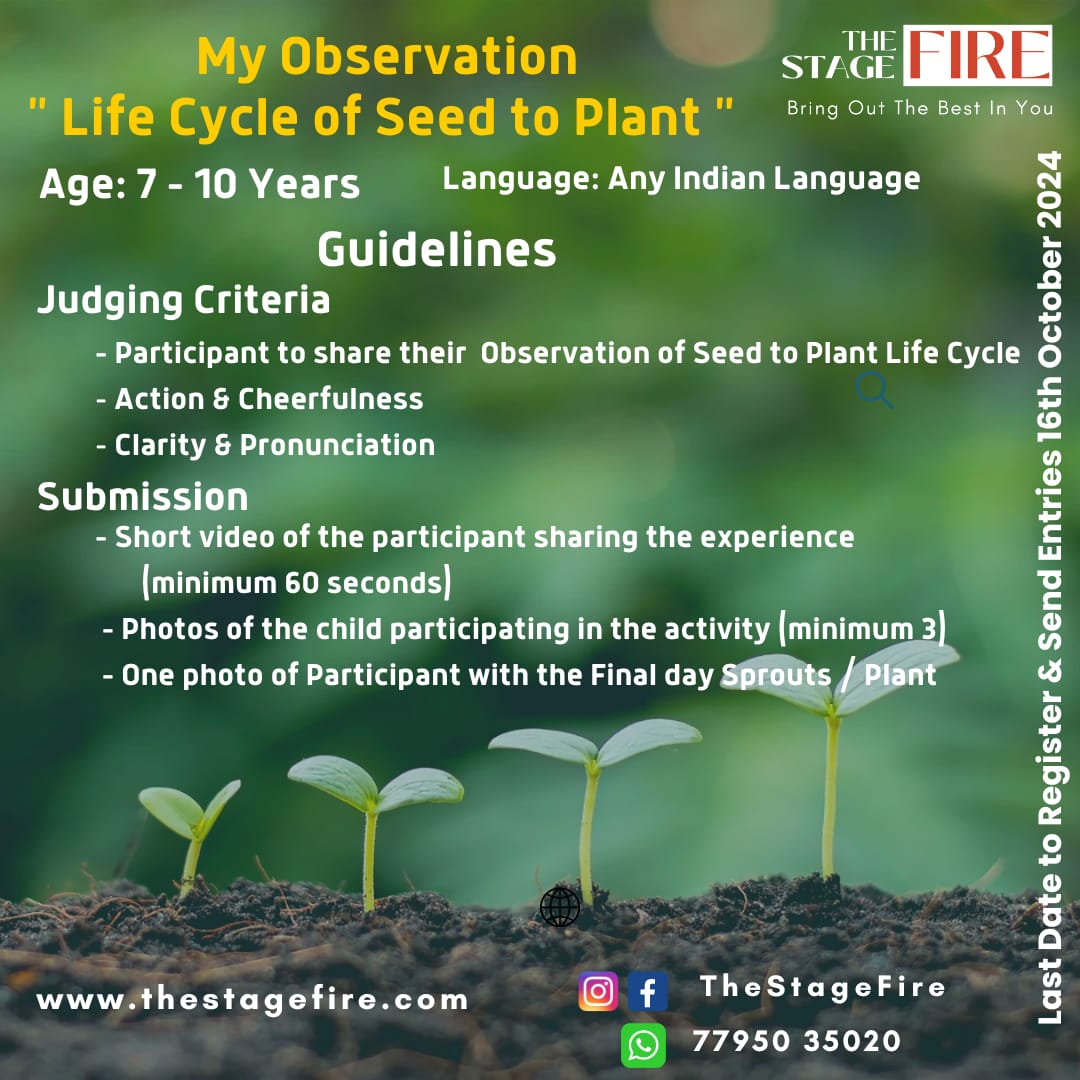 My Observation
" Life Cycle of Seed to Plant "
THE
STAGE FIRE
Bring Out The Best In You
Age: 7 - 10 Years
Language: Any Indian Language
Guidelines
Judging Criteria
- Participant to share their Observation of Seed to Plant Life Cycle
- Action & Cheerfulness
- Clarity & Pronunciation
Submission
- Short video of the participant sharing the experience
(minimum 60 seconds)
- Photos of the child participating in the activity (minimum 3)
- One photo of Participant with the Final day Sprouts / Plant
Last Date to Register & Send Entries 16th October 2024
www.thestagefire.com
TheStageFire
77950 35020